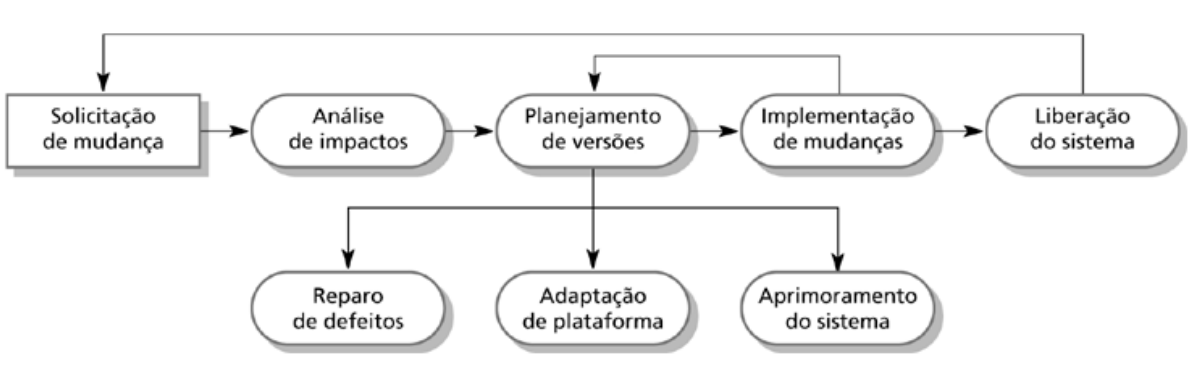 Solicitação
de mudança
Análise
de impactos
Planejamento
de versões
Implementação
de mudanças
Liberação
do sistema
Reparo
de defeitos
Adaptação
de plataforma
Aprimoramento
do sistema